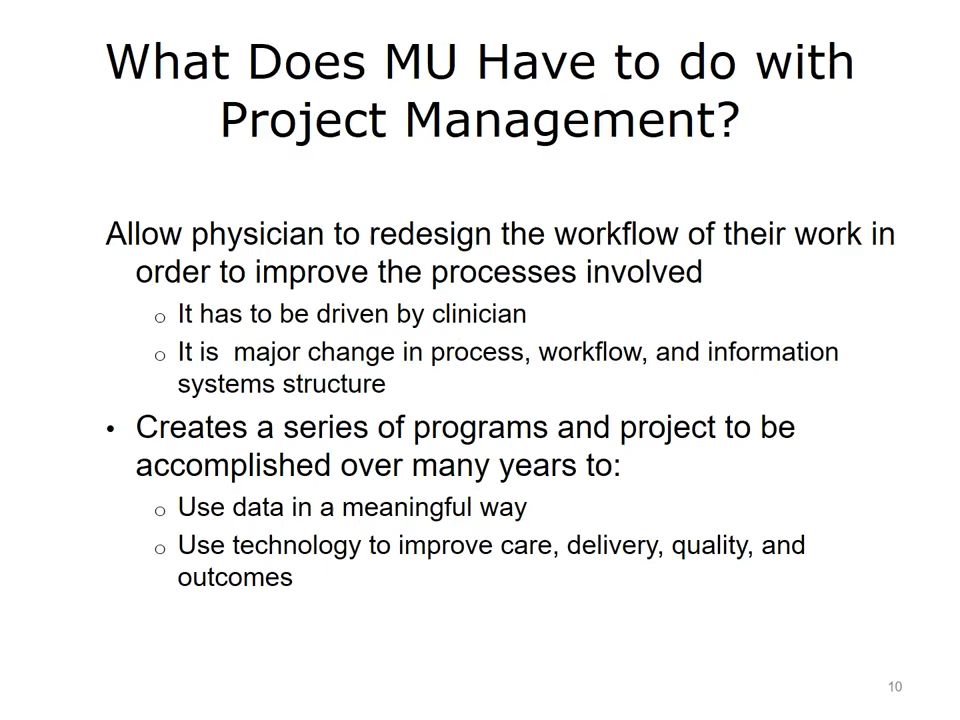 What Does MU Have to do with
Project Management?
Allow physician to redesign the workflow of their work in
order to improve the processes involved
o It has to be driven by clinician
o It is  major change in process, workflow, and information
systems structure
• Creates a series of programs and project to be
accomplished over many years to:
o Use data in a meaningful way
o Use technology to improve care, delivery, quality, and
outcomes
10